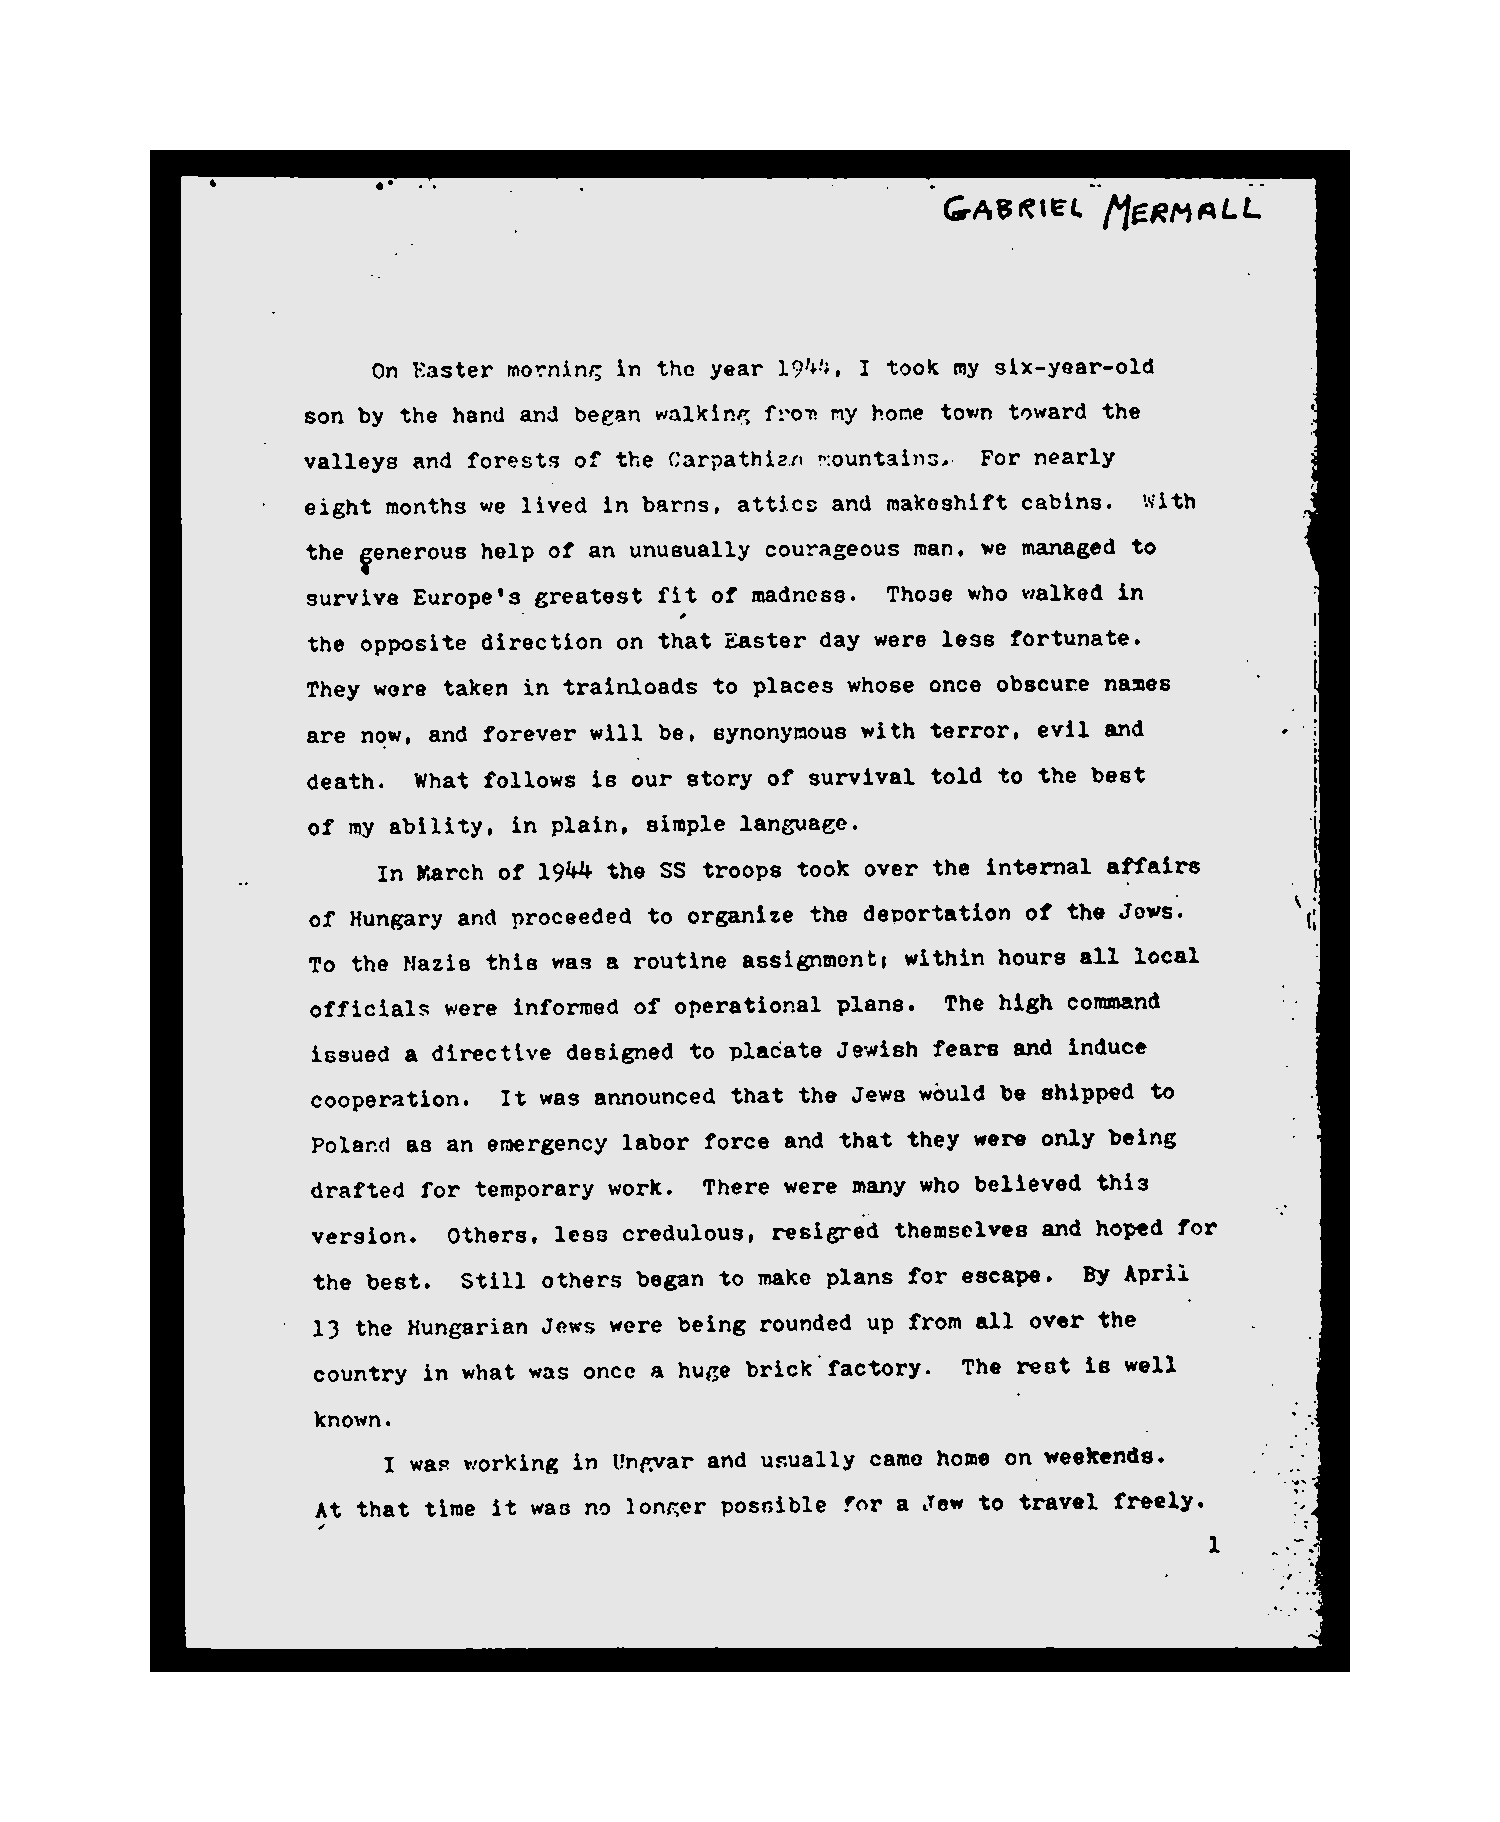 GABRIEL MERMALL
On Easter morning in the year 1944, I took my six-year-old
son by the hand and began walking from my home town toward the
valleys and forests of the Carpathian mountains. For nearly
eight months we lived in barns, attics and makeshift cabins. With
the generous help of an unusually courageous man, we managed to
survive Europe's greatest fit of madness. Those who walked in
the opposite direction on that Easter day were less fortunate.
They were taken in trainloads to places whose once obscure names
are now, and forever will be, synonymous with terror, evil and
death. What follows is our story of survival told to the best
of my ability, in plain, simple language.
In March of 1944 the SS troops took over the internal affairs
of Hungary and proceeded to organize the deportation of the Jews.
To the Nazis this was a routine assignment; within hours all local
officials were informed of operational plans. The high command
issued a directive designed to placate Jewish fears and induce
cooperation. It was announced that the Jews would be shipped to
Poland as an emergency labor force and that they were only being
drafted for temporary work. There were many who believed this
version. Others, less credulous, resigned themselves and hoped for
the best. Still others began to make plans for escape. By April
13 the Hungarian Jews were being rounded up from all over the
country in what was once a huge brick factory. The rest is well
known.
I was working in Ungvar and usually came home on weekends.
At that time it was no longer possible for a Jew to travel freely.
1